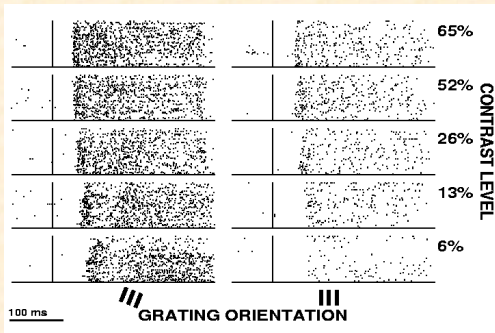 65%
52%
26%
13%
6%
CONTRAST LEVEL
100 ms
GRATING ORIENTATION